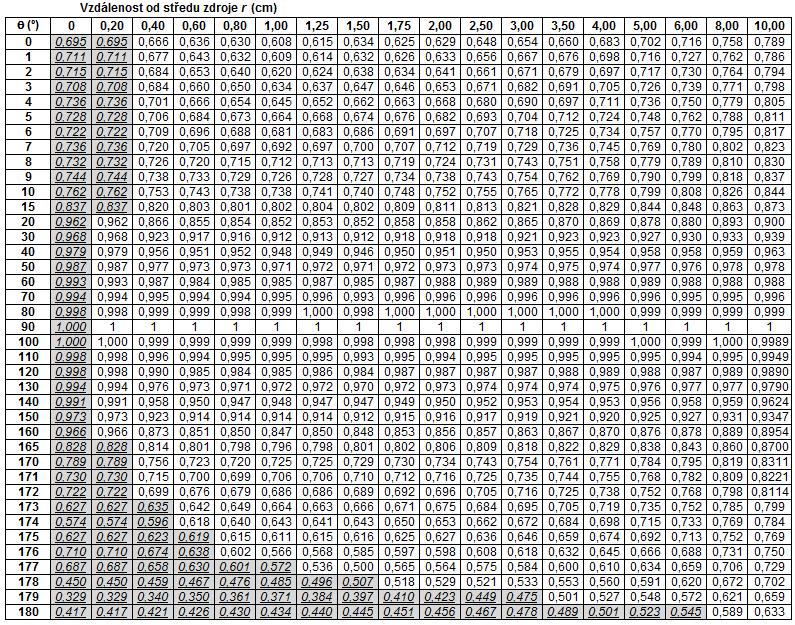 Vzdálenost od středu zdroje r (cm)
θ (°) 0 0,20 0,40 0,60 0,80 1,00 1,25 1,50 1,75 2,00 2,50 3,00 3,50 4,00 5,00 6,00 8,00 10,00
0 0,695 0,695 0,666 0,636 0,630 0,608 0,615 0,634 0,625 0,629 0,648 0,654 0,660 0,683 0,702 0,716 0,758 0,789
1 0,711 0,711 0,677 0,643 0,632 0,609 0,614 0,632 0,626 0,633 0,656 0,667 0,676 0,698 0,716 0,727 0,762 0,786
2 0,715 0,715 0,684 0,653 0,640 0,620 0,624 0,638 0,634 0,641 0,661 0,671 0,679 0,697 0,717 0,730 0,764 0,794
3 0,708 0,708 0,684 0,660 0,650 0,634 0,637 0,647 0,646 0,653 0,671 0,682 0,691 0,705 0,726 0,739 0,771 0,798
4 0,736 0,736 0,701 0,666 0,654 0,645 0,652 0,662 0,663 0,668 0,680 0,690 0,697 0,711 0,736 0,750 0,779 0,805
5 0,728 0,728 0,706 0,684 0,673 0,664 0,668 0,674 0,676 0,682 0,693 0,704 0,712 0,724 0,748 0,762 0,788 0,811
6 0,722 0,722 0,709 0,696 0,688 0,681 0,683 0,686 0,691 0,697 0,707 0,718 0,725 0,734 0,757 0,770 0,795 0,817
7 0,736 0,736 0,720 0,705 0,697 0,692 0,697 0,700 0,707 0,712 0,719 0,729 0,736 0,745 0,769 0,780 0,802 0,823
8 0,732 0,732 0,726 0,720 0,715 0,712 0,713 0,713 0,719 0,724 0,731 0,743 0,751 0,758 0,779 0,789 0,810 0,830
9 0,744 0,744 0,738 0,733 0,729 0,726 0,728 0,727 0,734 0,738 0,743 0,754 0,762 0,769 0,790 0,799 0,818 0,837
10 0,762 0,762 0,753 0,743 0,738 0,738 0,741 0,740 0,748 0,752 0,755 0,765 0,772 0,778 0,799 0,808 0,826 0,844
15 0,837 0,837 0,820 0,803 0,801 0,802 0,804 0,802 0,809 0,811 0,813 0,821 0,828 0,829 0,844 0,848 0,863 0,873
20 0,962 0,962 0,866 0,855 0,854 0,852 0,853 0,852 0,858 0,858 0,862 0,865 0,870 0,869 0,878 0,880 0,893 0,900
30 0,968 0,968 0,923 0,917 0,916 0,912 0,913 0,912 0,918 0,918 0,918 0,921 0,923 0,923 0,927 0,930 0,933 0,939
40 0,979 0,979 0,956 0,951 0,952 0,948 0,949 0,946 0,950 0,951 0,950 0,953 0,955 0,954 0,958 0,958 0,959 0,963
50 0,987 0,987 0,977 0,973 0,973 0,971 0,972 0,971 0,972 0,973 0,973 0,974 0,975 0,974 0,977 0,976 0,978 0,978
60 0,993 0,993 0,987 0,984 0,985 0,985 0,987 0,985 0,987 0,988 0,989 0,989 0,988 0,988 0,989 0,988 0,988 0,988
70 0,994 0,994 0,995 0,994 0,994 0,995 0,996 0,993 0,996 0,996 0,996 0,996 0,996 0,996 0,996 0,995 0,995 0,996
80 0,998 0,998 0,999 0,999 0,998 0,999 1,000 0,998 1,000 1,000 1,000 1,000 1,000 1,000 0,999 0,999 0,999 0,999
90 1,000 1 1 1 1 1 1 1 1 1 1 1 1 1 1 1 1 1
100 1,000 1,000 0,999 0,999 0,999 0,999 0,998 0,998 0,998 0,998 0,999 0,999 0,999 0,999 1,000 0,999 1,000 0,9989
110 0,998 0,998 0,996 0,994 0,995 0,995 0,995 0,993 0,995 0,994 0,995 0,995 0,995 0,995 0,995 0,994 0,995 0,9949
120 0,998 0,998 0,990 0,985 0,984 0,985 0,986 0,984 0,987 0,987 0,987 0,987 0,988 0,989 0,988 0,987 0,989 0,9890
130 0,994 0,994 0,976 0,973 0,971 0,972 0,972 0,970 0,972 0,973 0,974 0,974 0,974 0,975 0,976 0,977 0,977 0,9790
140 0,991 0,991 0,958 0,950 0,947 0,948 0,947 0,947 0,949 0,950 0,952 0,953 0,954 0,953 0,956 0,958 0,959 0,9624
150 0,973 0,973 0,923 0,914 0,914 0,914 0,914 0,912 0,915 0,916 0,917 0,919 0,921 0,920 0,925 0,927 0,931 0,9347
160 0,966 0,966 0,873 0,851 0,850 0,847 0,850 0,848 0,853 0,856 0,857 0,863 0,867 0,870 0,876 0,878 0,889 0,8954
165 0,828 0,828 0,814 0,801 0,798 0,796 0,798 0,801 0,802 0,806 0,809 0,818 0,822 0,829 0,838 0,843 0,860 0,8700
170 0,789 0,789 0,756 0,723 0,720 0,725 0,725 0,729 0,730 0,734 0,743 0,754 0,761 0,771 0,784 0,795 0,819 0,8311
171 0,730 0,730 0,715 0,700 0,699 0,706 0,706 0,710 0,712 0,716 0,725 0,735 0,744 0,755 0,768 0,782 0,809 0,8221
172 0,722 0,722 0,699 0,676 0,679 0,686 0,686 0,689 0,692 0,696 0,705 0,716 0,725 0,738 0,752 0,768 0,798 0,8114
173 0,627 0,627 0,635 0,642 0,649 0,664 0,663 0,666 0,671 0,675 0,684 0,695 0,705 0,719 0,735 0,752 0,785 0,799
174 0,574 0,574 0,596 0,618 0,640 0,643 0,641 0,643 0,650 0,653 0,662 0,672 0,684 0,698 0,715 0,733 0,769 0,784
175 0,627 0,627 0,623 0,619 0,615 0,611 0,615 0,616 0,625 0,627 0,636 0,646 0,659 0,674 0,692 0,713 0,752 0,769
176 0,710 0,710 0,674 0,638 0,602 0,566 0,568 0,585 0,597 0,598 0,608 0,618 0,632 0,645 0,666 0,688 0,731 0,750
177 0,687 0,687 0,658 0,630 0,601 0,572 0,536 0,500 0,565 0,564 0,575 0,584 0,600 0,610 0,634 0,659 0,706 0,729
178 0,450 0,450 0,459 0,467 0,476 0,485 0,496 0,507 0,518 0,529 0,521 0,533 0,553 0,560 0,591 0,620 0,672 0,702
179 0,329 0,329 0,340 0,350 0,361 0,371 0,384 0,397 0,410 0,423 0,449 0,475 0,501 0,527 0,548 0,572 0,621 0,659
180 0,417 0,417 0,421 0,426 0,430 0,434 0,440 0,445 0,451 0,456 0,467 0,478 0,489 0,501 0,523 0,545 0,589 0,633